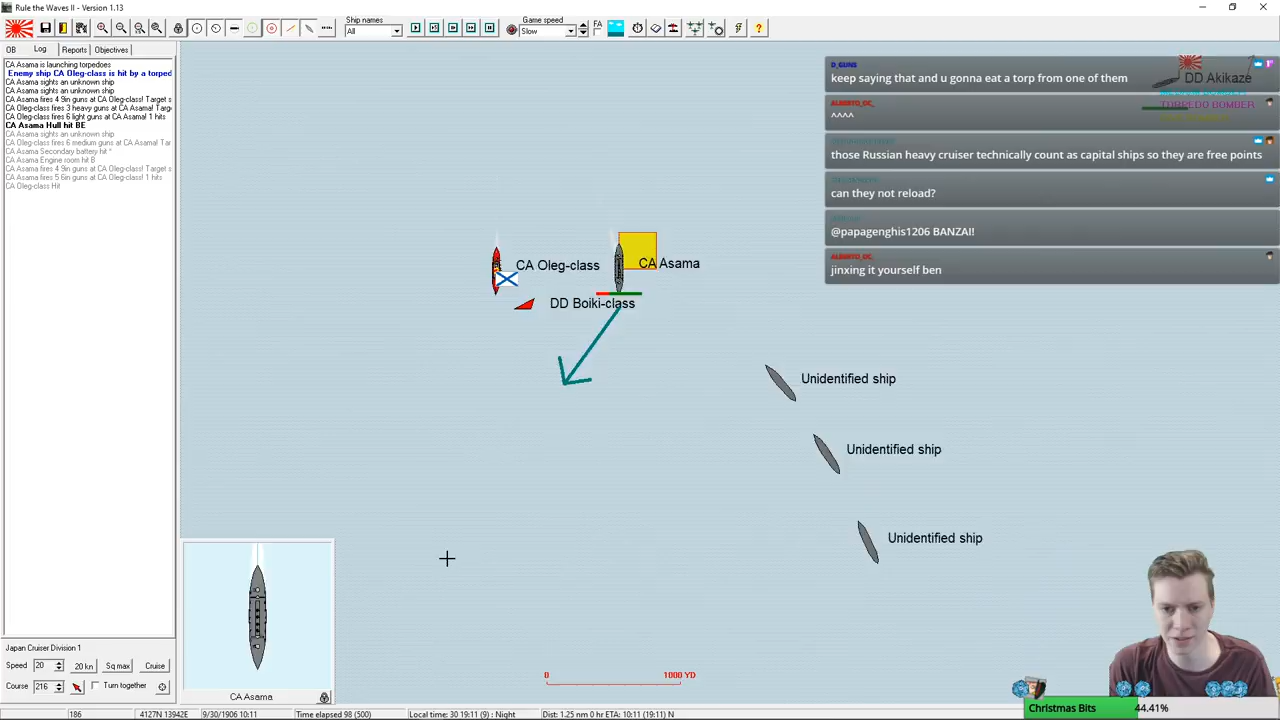 Rule the Waves II - Version 1.13
Ship names
All
Game speed
Slow
FA
OB
Log
Reports
Objectives
CA Asama is launching torpedoes
Enemy ship CA Oleg-class is hit by a torped
CA Asama sights an unknown ship
CA Asama sights an unknown ship
CA Asama fires 4 9in guns at CA Oleg-class! Target s
CA Oleg-class fires 3 heavy guns at CA Asama! Targ
CA Oleg-class fires 6 light guns at CA Asama! 1 hits
CA Asama Hull hit BE
CA Asama sights an unknown ship
CA Oleg-class fires 6 medium guns at CA Asama! Tar
CA Asama Secondary battery hit *
CA Asama Engine room hit B
CA Asama fires 4 9in guns at CA Oleg-class! Target s
CA Asama fires 5 6in guns at CA Oleg-class! 1 hits
CA Oleg-class Hit
D_GUNS
keep saying that and u gonna eat a torp from one of them
DD Akikaze
TORPEDO BOMBER
ALBERTO_OC_
^^^^
those Russian heavy cruiser technically count as capital ships so they are free points
can they not reload?
@papagenghis1206 BANZAI!
ALBERTO_OC_
jinxing it yourself ben
CA Oleg-class
CA Asama
DD Boiki-class
Unidentified ship
Unidentified ship
Unidentified ship
CA Asama
0 1000 YD
Japan Cruiser Division 1
Speed 20 20 kn Sq max Cruise
Course 216 Turn together
Christmas Bits 44.41%
186 4127N 13942E 9/30/1906 10:11 Time elapsed 98 (500) Local time: 30 19:11 (9) : Night Dist: 1.25 nm 0 hr ETA: 10:11 (19:11) N